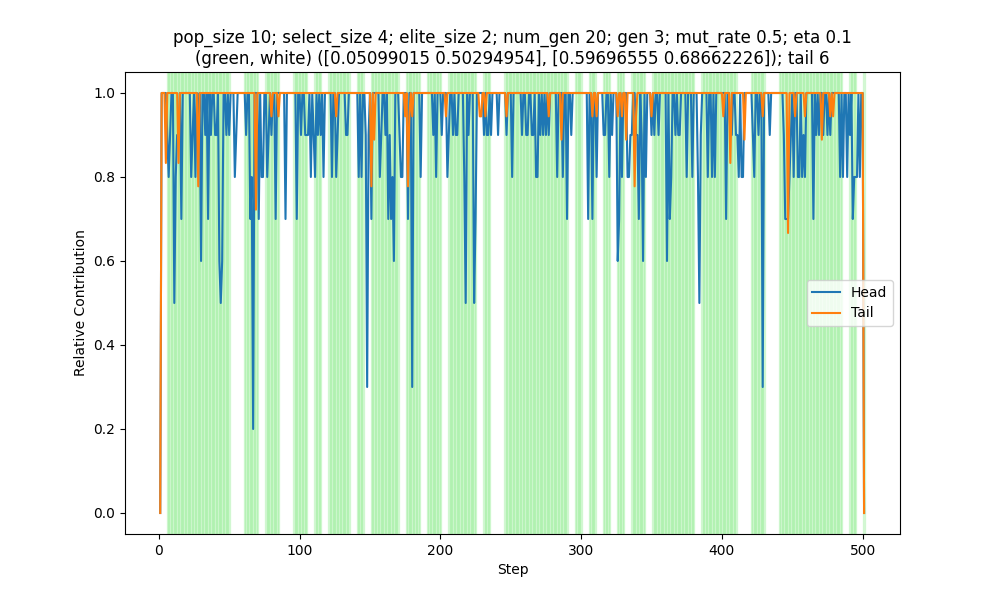 pop_size 10; select_size 4; elite_size 2; num_gen 20; gen 3; mut_rate 0.5; eta 0.1
(green, white) ([0.05099015 0.50294954], [0.59696555 0.68662226]); tail 6
1.0
0.8
0.6
0.4
0.2
0.0
Relative Contribution
Head
Tail
0
100
200
300
400
500
Step